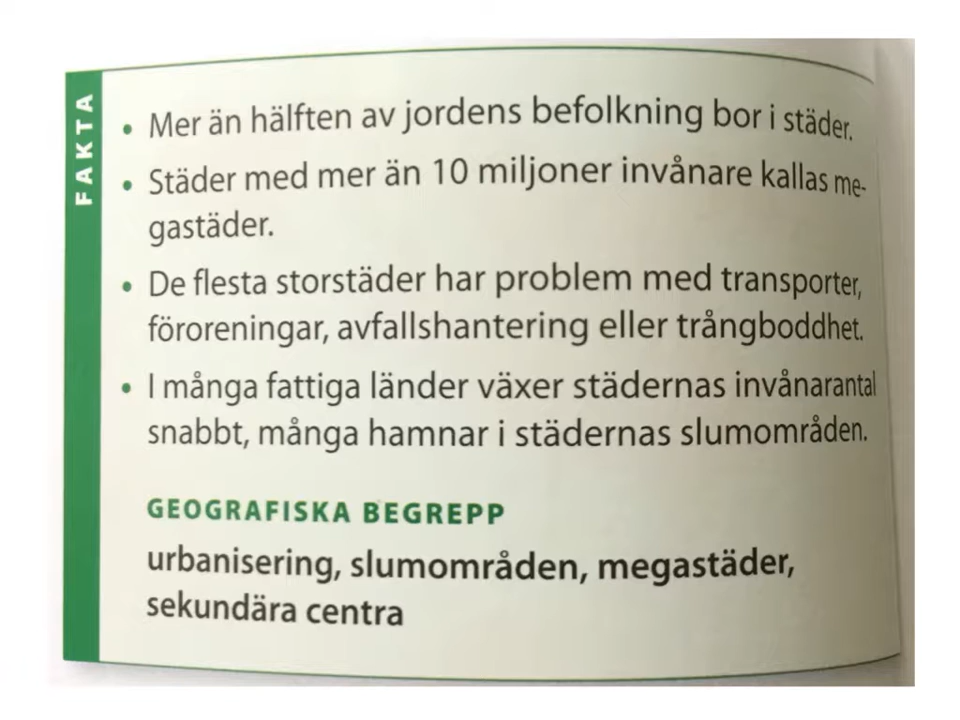 FAKTA
• Mer än hälften av jordens befolkning bor i städer.
• Städer med mer än 10 miljoner invånare kallas me-
gastäder.
• De flesta storstäder har problem med transporter,
föroreningar, avfallshantering eller trångboddhet.
• I många fattiga länder växer städernas invånarantal
snabbt, många hamnar i städernas slumområden.
GEOGRAFISKA BEGREPP
urbanisering, slumområden, megastäder,
sekundära centra